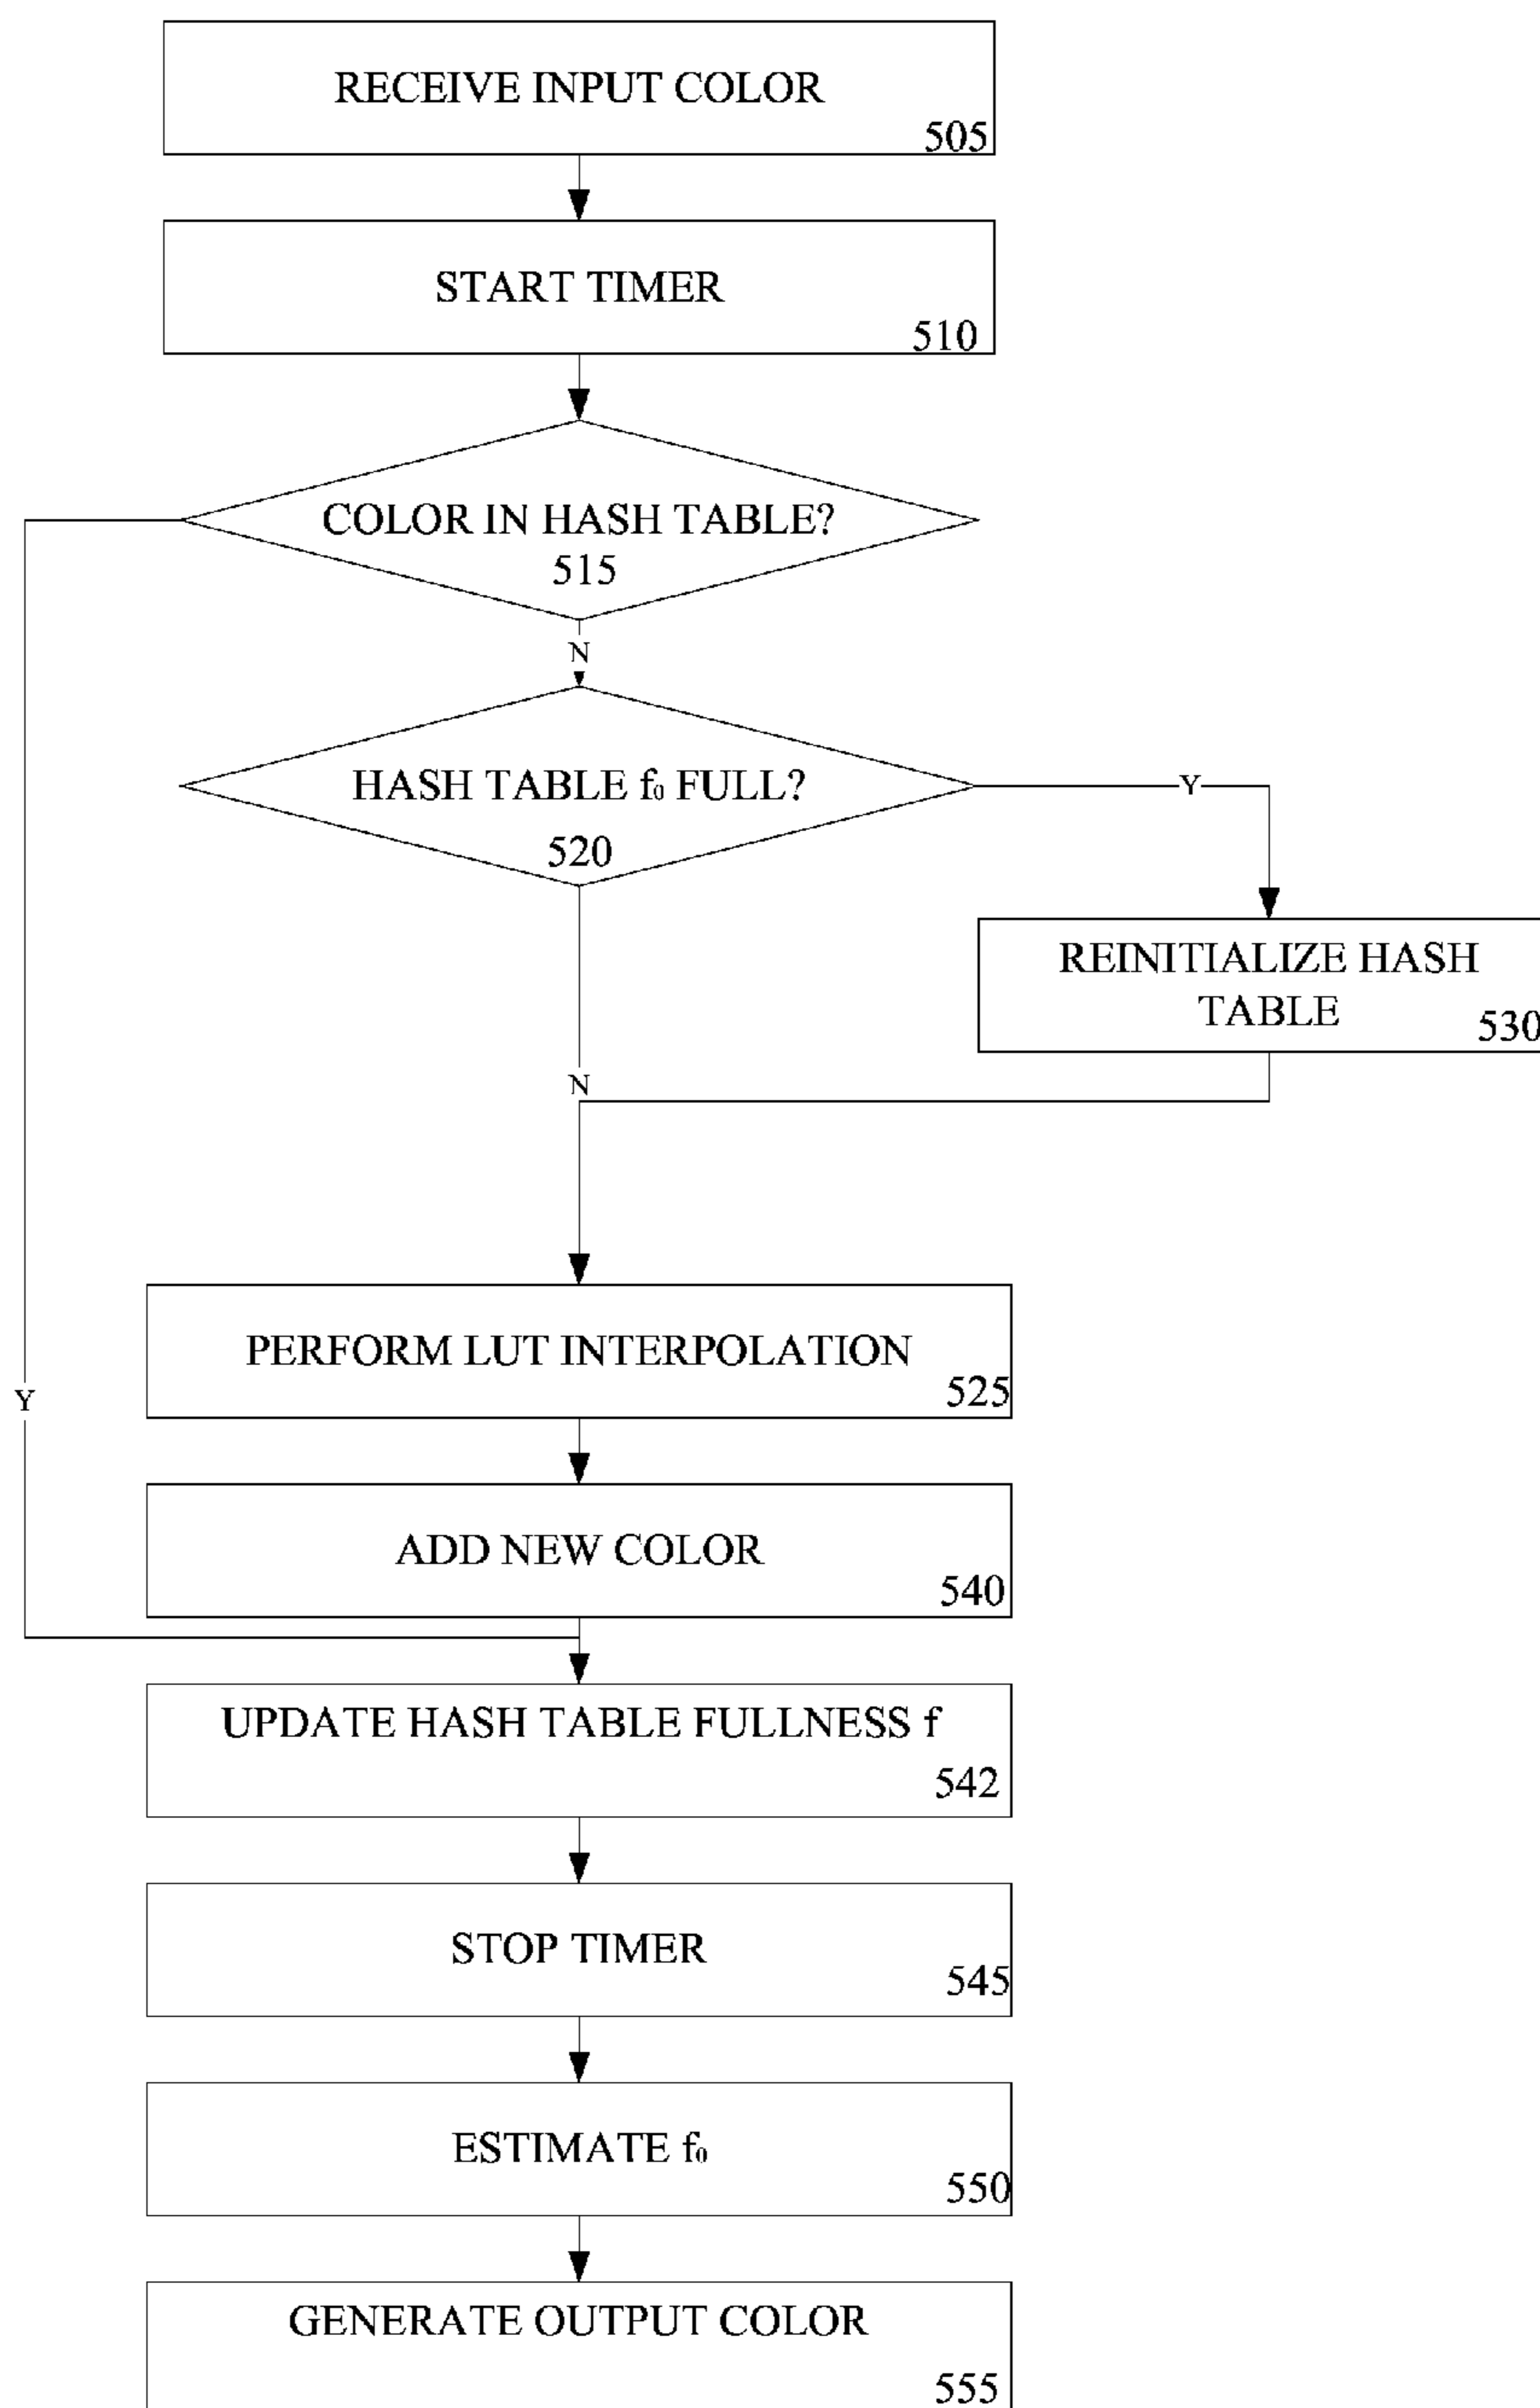 RECEIVE INPUT COLOR
505
START TIMER
510
COLOR IN HASH TABLE?
515
N
HASH TABLE f₀ FULL?
520
Y
REINITIALIZE HASH
TABLE
530
N
PERFORM LUT INTERPOLATION
525
Y
ADD NEW COLOR
540
UPDATE HASH TABLE FULLNESS f
542
STOP TIMER
545
ESTIMATE f₀
550
GENERATE OUTPUT COLOR
555